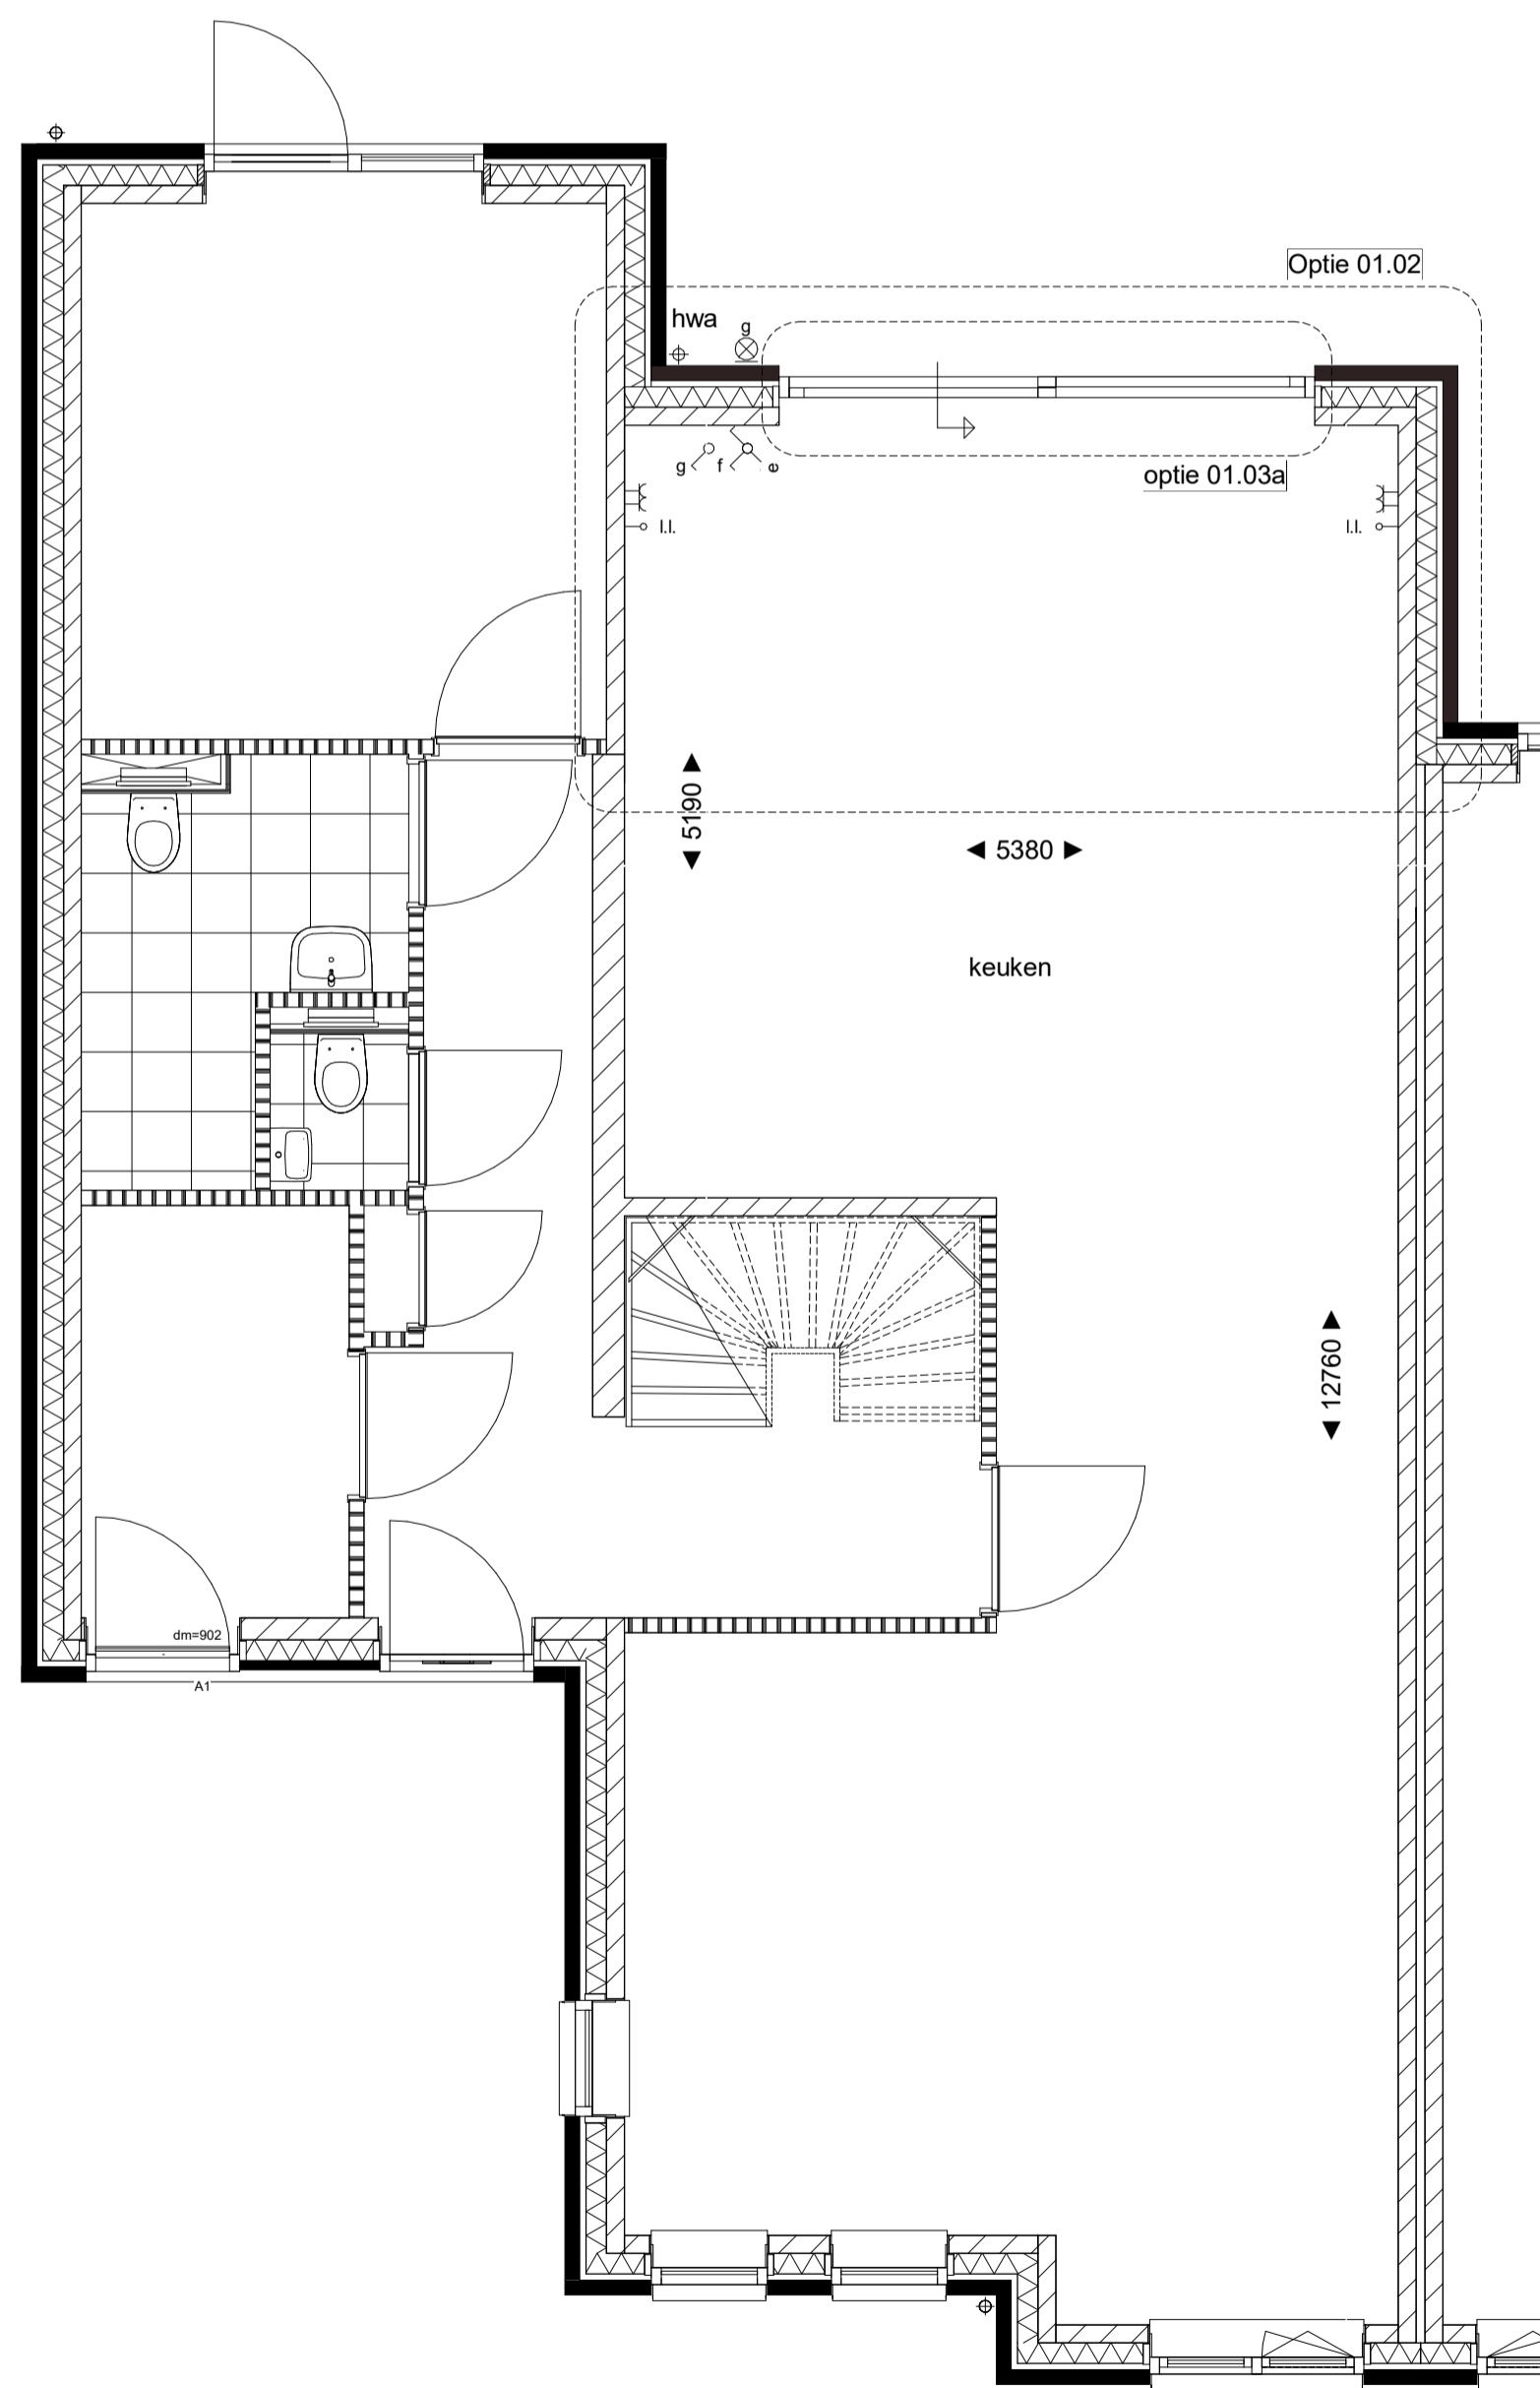 Optie 01.02
hwa
g
g
f
e
optie 01.03a
l.l.
l.l.
5190
5380
keuken
12760
dm=902
A1